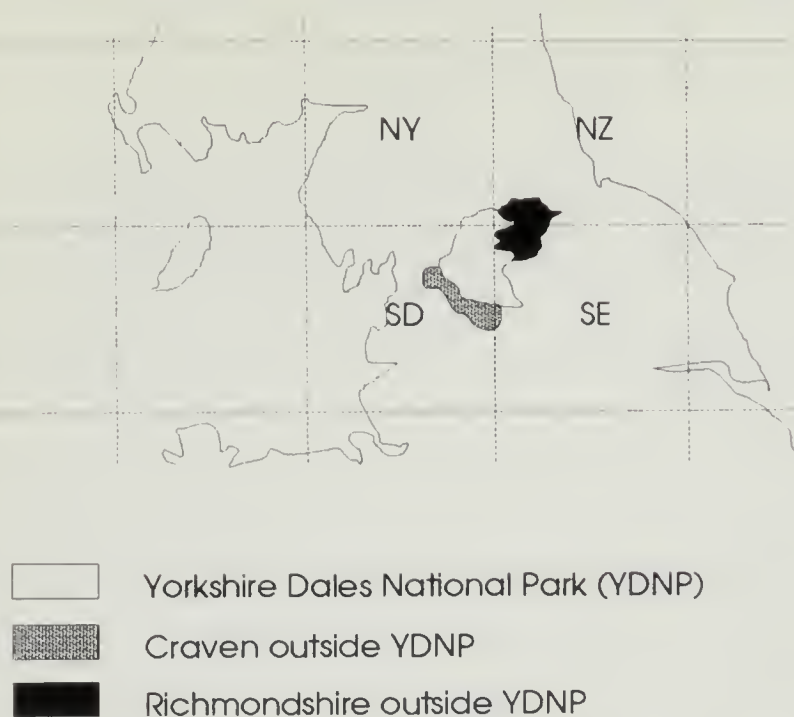 NY NZ
SD SE
Yorkshire Dales National Park (YDNP)
Craven outside YDNP
Richmondshire outside YDNP